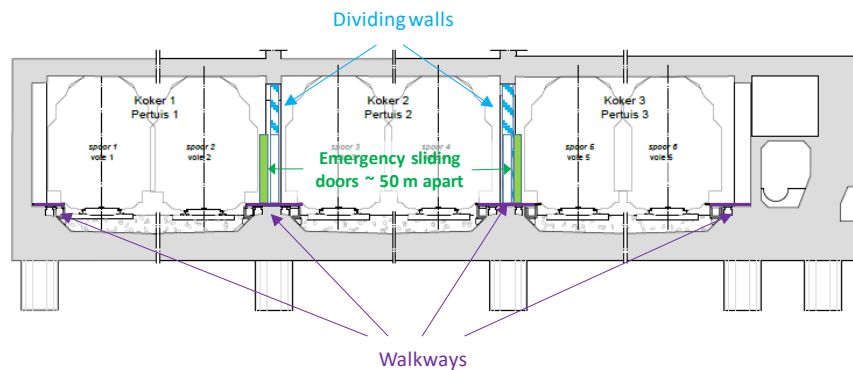 Dividing walls
Koker 1
Pertuis 1
Koker 2
Pertuis 2
Koker 3
Pertuis 3
spoor 1
voie 1
spoor 2
voie 2
spoor 3
spoor 4
spoor 5
voie 5
spoor 6
voie 6
Emergency sliding
doors ~ 50 m apart
Walkways